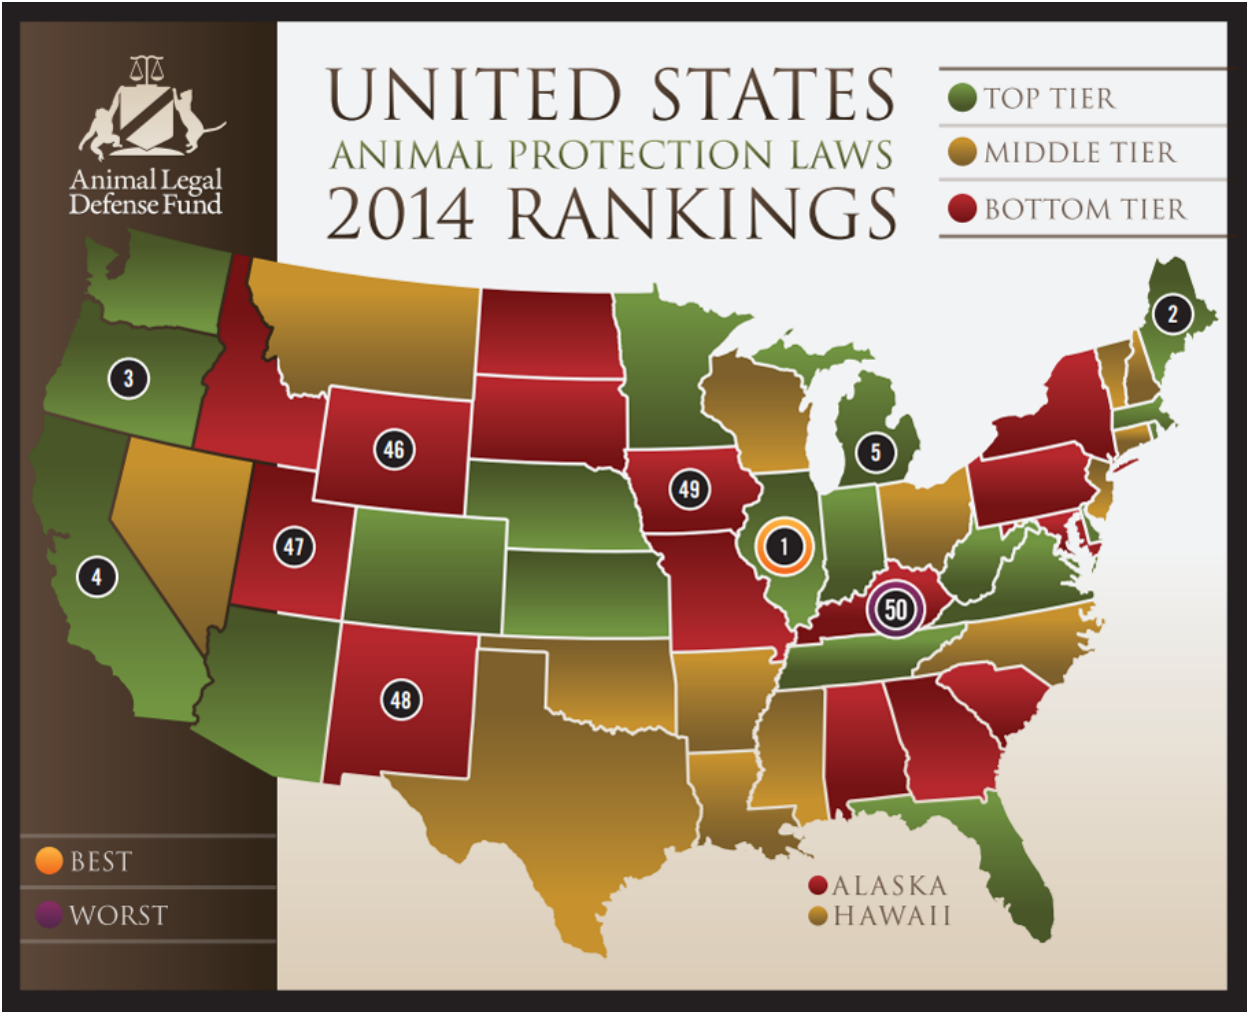 Animal Legal
Defense Fund
UNITED STATES
ANIMAL PROTECTION LAWS
2014 RANKINGS
TOP TIER
MIDDLE TIER
BOTTOM TIER
2
3
46
5
49
47
1
4
50
48
BEST
WORST
ALASKA
HAWAII